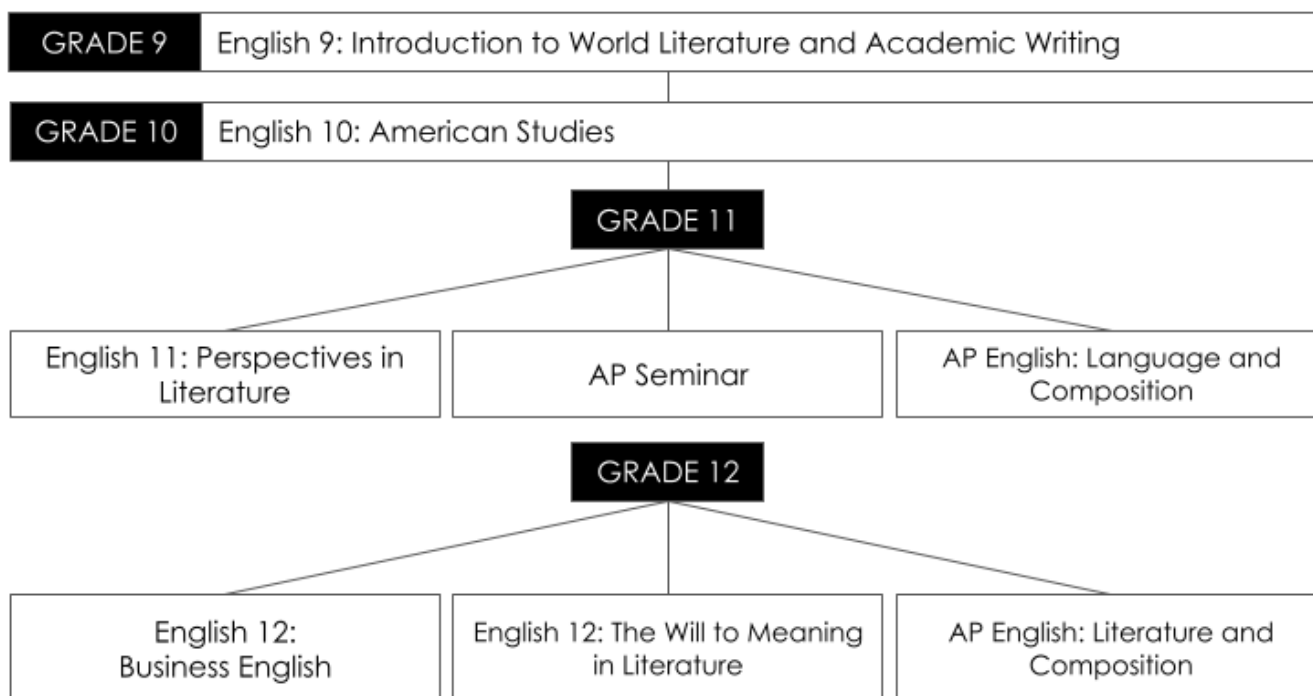 GRADE 9
English 9: Introduction to World Literature and Academic Writing
GRADE 10
English 10: American Studies
GRADE 11
English 11: Perspectives in
Literature
AP Seminar
AP English: Language and
Composition
GRADE 12
English 12:
Business English
English 12: The Will to Meaning
in Literature
AP English: Literature and
Composition